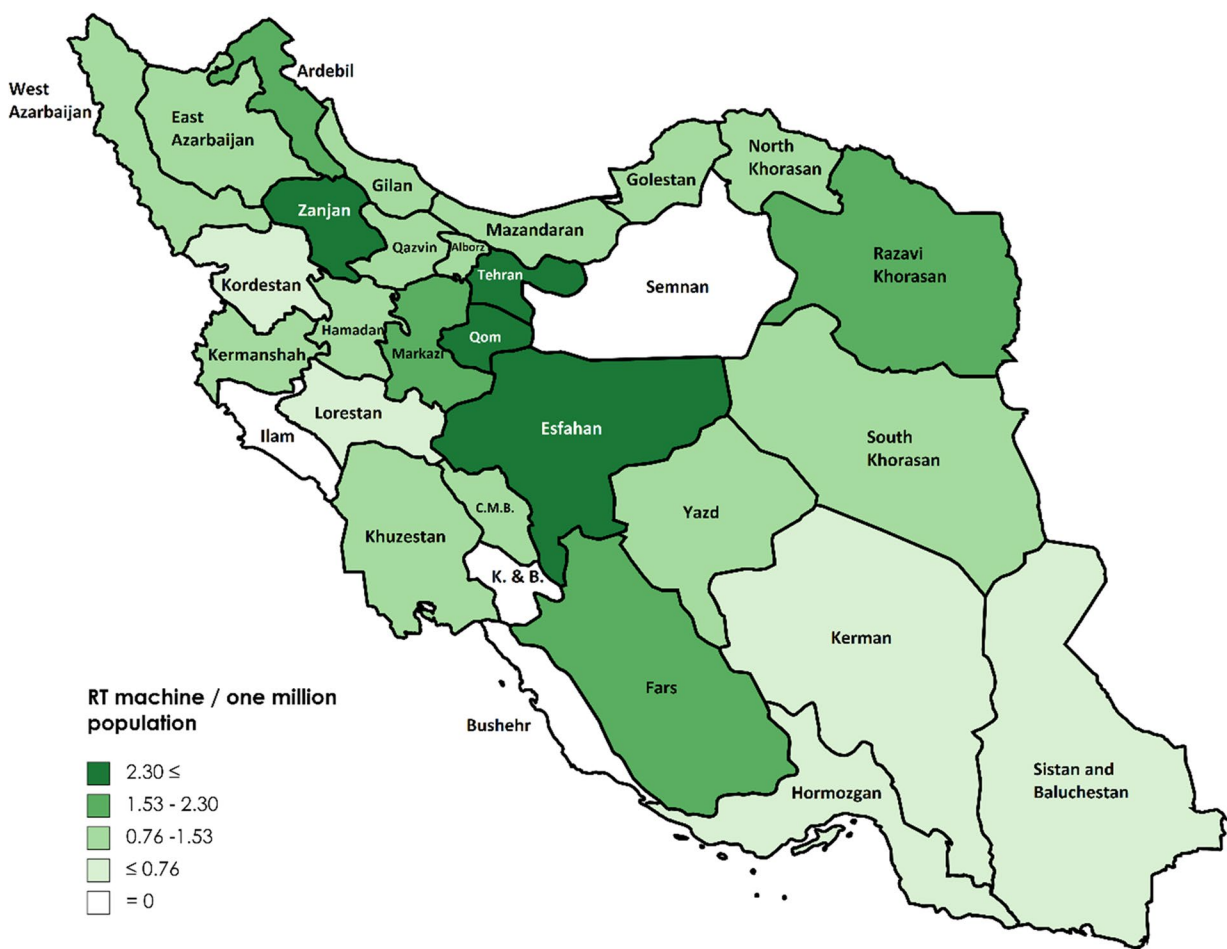 West
Azarbaijan
Ardebil
East
Azarbaijan
North
Khorasan
Golestan
Gilan
Zanjan
Mazandaran
Qazvin
Alborz
Razavi
Khorasan
Tehran
Kordestan
Semnan
Hamadan
Qom
Kermanshah
Markazi
Lorestan
Esfahan
Ilam
South
Khorasan
C.M.B.
Yazd
Khuzestan
K. & B.
Kerman
Fars
Bushehr
Sistan and
Baluchestan
Hormozgan
RT machine / one million
population
2.30 ≤
1.53 - 2.30
0.76 -1.53
≤ 0.76
= 0